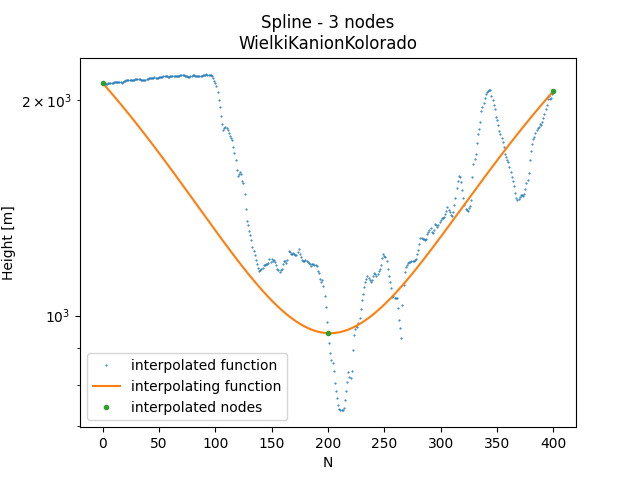 Spline - 3 nodes
WielkiKanionKolorado
Height [m]
2 × 10³
10³
interpolated function
interpolating function
interpolated nodes
0 50 100 150 200 250 300 350 400
N